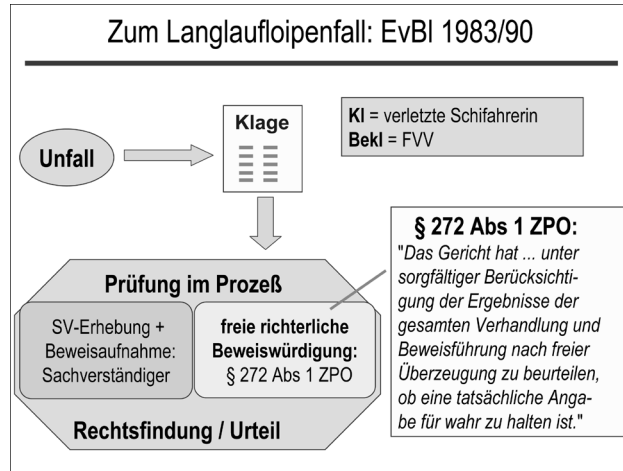 Zum Langlaufloipenfall: EvBl 1983/90
Unfall
Klage
Kl = verletzte Schifahrerin
Bekl = FVV
Prüfung im Prozeß
SV-Erhebung +
Beweisaufnahme:
Sachverständiger
freie richterliche
Beweiswürdigung:
§ 272 Abs 1 ZPO
Rechtsfindung / Urteil
§ 272 Abs 1 ZPO:
"Das Gericht hat ... unter
sorgfältiger Berücksichti-
gung der Ergebnisse der
gesamten Verhandlung und
Beweisführung nach freier
Überzeugung zu beurteilen,
ob eine tatsächliche Anga-
be für wahr zu halten ist."